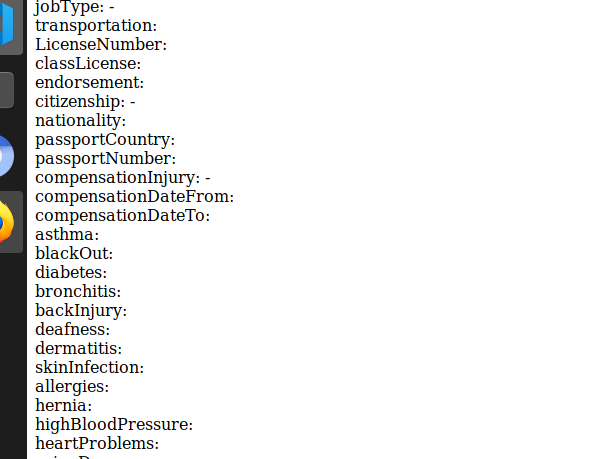 jobType: -
transportation:
LicenseNumber:
classLicense:
endorsement:
citizenship: -
nationality:
passportCountry:
passportNumber:
compensationInjury: -
compensationDateFrom:
compensationDateTo:
asthma:
blackOut:
diabetes:
bronchitis:
backInjury:
deafness:
dermatitis:
skinInfection:
allergies:
hernia:
highBloodPressure:
heartProblems: